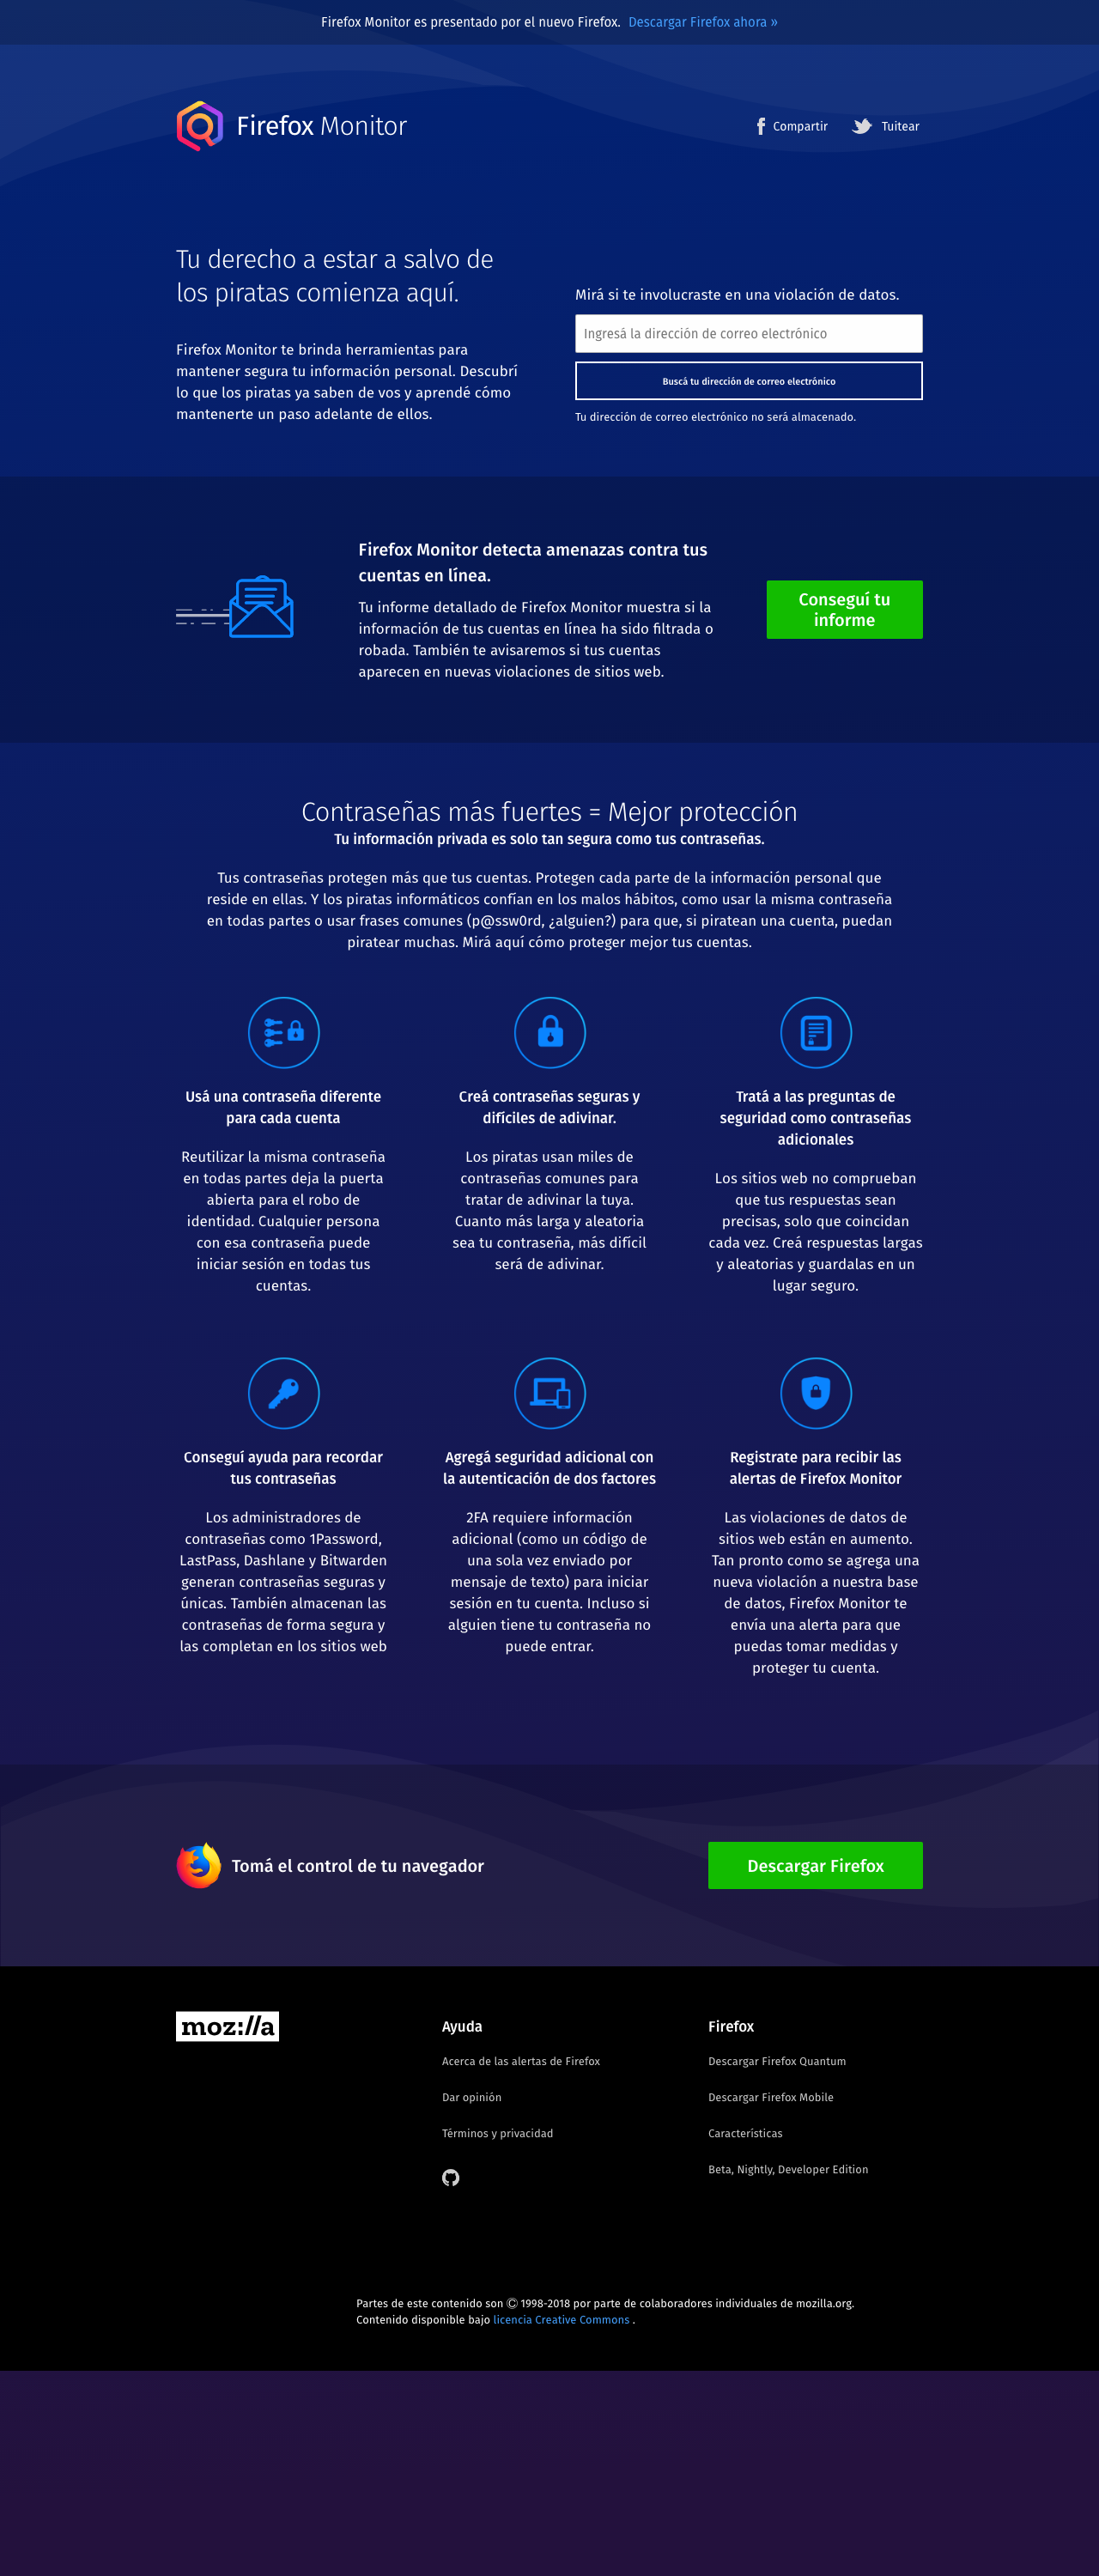 Firefox Monitor es presentado por el nuevo Firefox. Descargar Firefox ahora »
Firefox Monitor
Compartir
Tuitear
Tu derecho a estar a salvo de
los piratas comienza aquí.
Firefox Monitor te brinda herramientas para
mantener segura tu información personal. Descubrí
lo que los piratas ya saben de vos y aprendé cómo
mantenerte un paso adelante de ellos.
Mirá si te involucraste en una violación de datos.
Ingresá la dirección de correo electrónico
Buscá tu dirección de correo electrónico
Tu dirección de correo electrónico no será almacenado.
Firefox Monitor detecta amenazas contra tus
cuentas en línea.
Tu informe detallado de Firefox Monitor muestra si la
información de tus cuentas en línea ha sido filtrada o
robada. También te avisaremos si tus cuentas
aparecen en nuevas violaciones de sitios web.
Conseguí tu
informe
Contraseñas más fuertes = Mejor protección
Tu información privada es solo tan segura como tus contraseñas.
Tus contraseñas protegen más que tus cuentas. Protegen cada parte de la información personal que
reside en ellas. Y los piratas informáticos confían en los malos hábitos, como usar la misma contraseña
en todas partes o usar frases comunes (p@ssw0rd, ¿alguien?) para que, si piratean una cuenta, puedan
piratear muchas. Mirá aquí cómo proteger mejor tus cuentas.
Usá una contraseña diferente
para cada cuenta
Reutilizar la misma contraseña
en todas partes deja la puerta
abierta para el robo de
identidad. Cualquier persona
con esa contraseña puede
iniciar sesión en todas tus
cuentas.
Creá contraseñas seguras y
difíciles de adivinar.
Los piratas usan miles de
contraseñas comunes para
tratar de adivinar la tuya.
Cuanto más larga y aleatoria
sea tu contraseña, más difícil
será de adivinar.
Tratá a las preguntas de
seguridad como contraseñas
adicionales
Los sitios web no comprueban
que tus respuestas sean
precisas, solo que coincidan
cada vez. Creá respuestas largas
y aleatorias y guardalas en un
lugar seguro.
Conseguí ayuda para recordar
tus contraseñas
Los administradores de
contraseñas como 1Password,
LastPass, Dashlane y Bitwarden
generan contraseñas seguras y
únicas. También almacenan las
contraseñas de forma segura y
las completan en los sitios web
Agregá seguridad adicional con
la autenticación de dos factores
2FA requiere información
adicional (como un código de
una sola vez enviado por
mensaje de texto) para iniciar
sesión en tu cuenta. Incluso si
alguien tiene tu contraseña no
puede entrar.
Registrate para recibir las
alertas de Firefox Monitor
Las violaciones de datos de
sitios web están en aumento.
Tan pronto como se agrega una
nueva violación a nuestra base
de datos, Firefox Monitor te
envía una alerta para que
puedas tomar medidas y
proteger tu cuenta.
Tomá el control de tu navegador
Descargar Firefox
moz://a
Ayuda
Acerca de las alertas de Firefox
Dar opinión
Términos y privacidad
Firefox
Descargar Firefox Quantum
Descargar Firefox Mobile
Características
Beta, Nightly, Developer Edition
Partes de este contenido son © 1998-2018 por parte de colaboradores individuales de mozilla.org.
Contenido disponible bajo licencia Creative Commons .